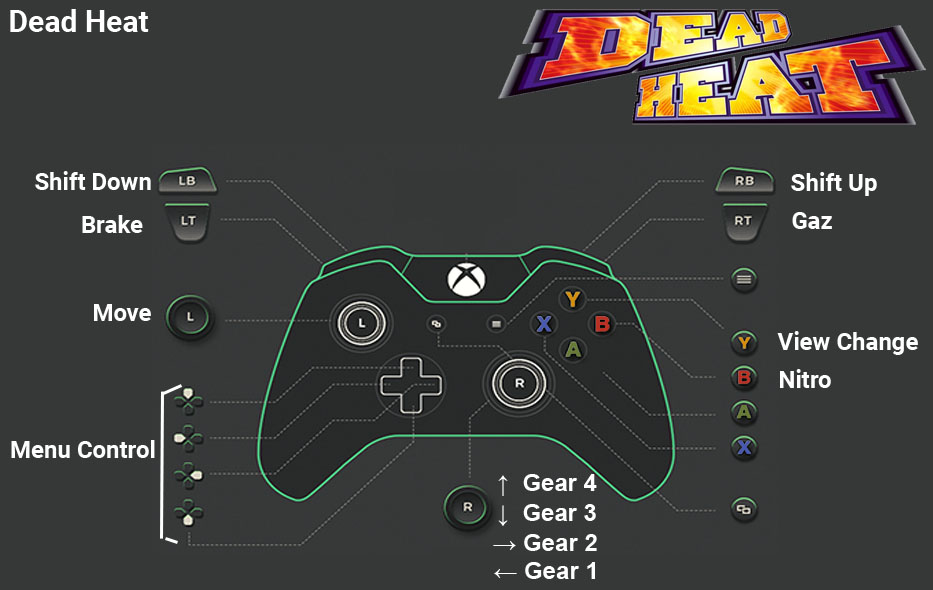 Dead Heat
DEAD
HEAT
Shift Down
LB
RB
Shift Up
Brake
LT
RT
Gaz
Move
L
L
Y
X
B
A
R
Y
View Change
B
Nitro
A
X
Menu Control
R
↑ Gear 4
↓ Gear 3
→ Gear 2
← Gear 1